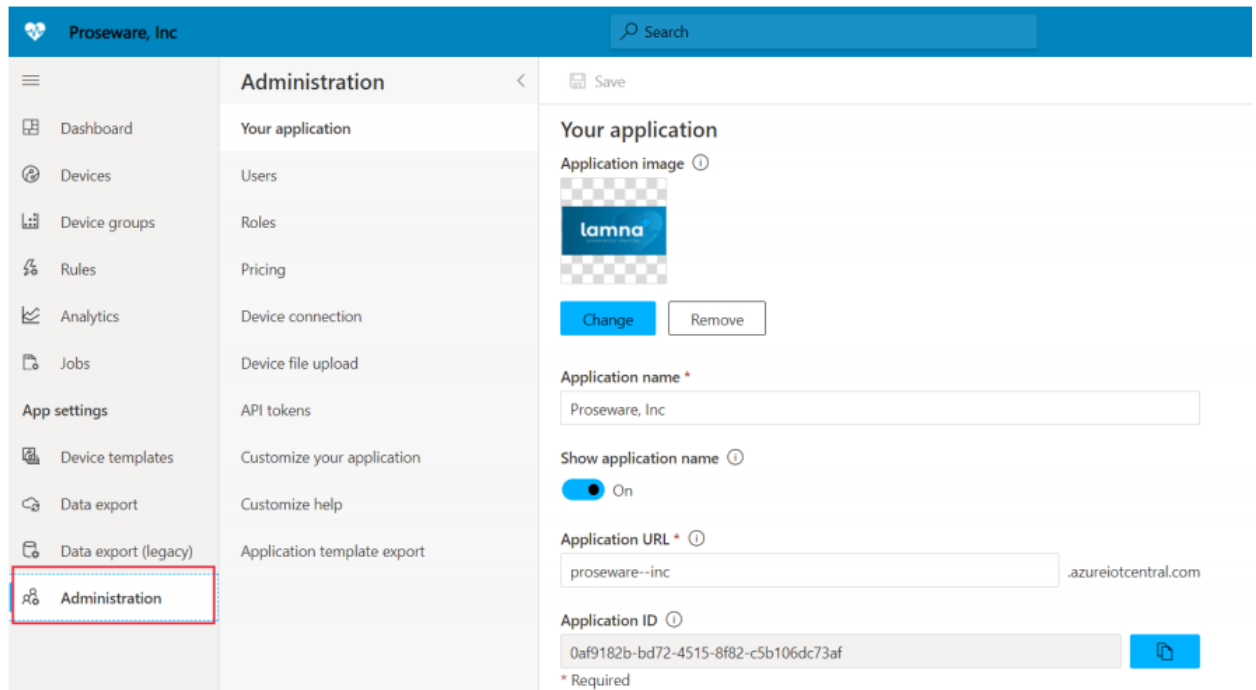 Proseware, Inc
Search
Administration
Save
Dashboard
Devices
Device groups
Rules
Analytics
Jobs
App settings
Device templates
Data export
Data export (legacy)
Administration
Your application
Users
Roles
Pricing
Device connection
Device file upload
API tokens
Customize your application
Customize help
Application template export
Your application
Application image
lamna
Change
Remove
Application name *
Proseware, Inc
Show application name
On
Application URL *
proseware--inc
.azureiotcentral.com
Application ID
0af9182b-bd72-4515-8f82-c5b106dc73af
* Required